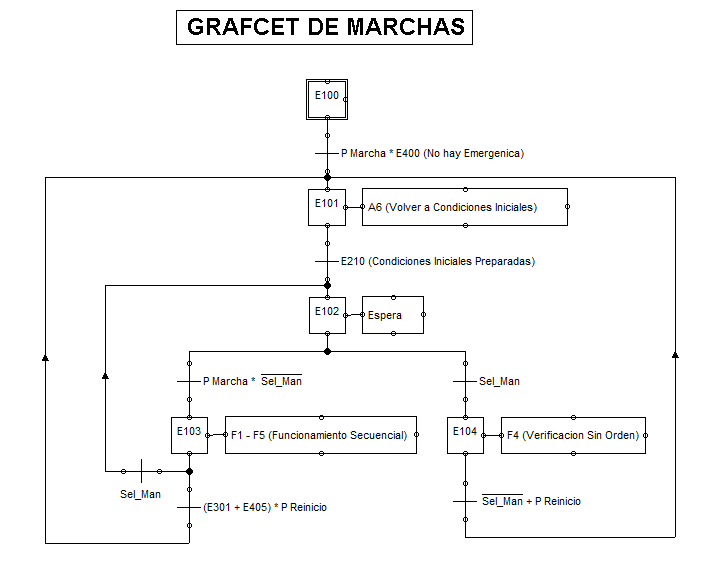 GRAFCET DE MARCHAS
E100
P Marcha * E400 (No hay Emergenica)
E101
A6 (Volver a Condiciones Iniciales)
E210 (Condiciones Iniciales Preparadas)
E102
Espera
P Marcha * Sel_Man
Sel_Man
E103
F1 - F5 (Funcionamiento Secuencial)
E104
F4 (Verificacion Sin Orden)
Sel_Man
(E301 + E405) * P Reinicio
Sel_Man + P Reinicio